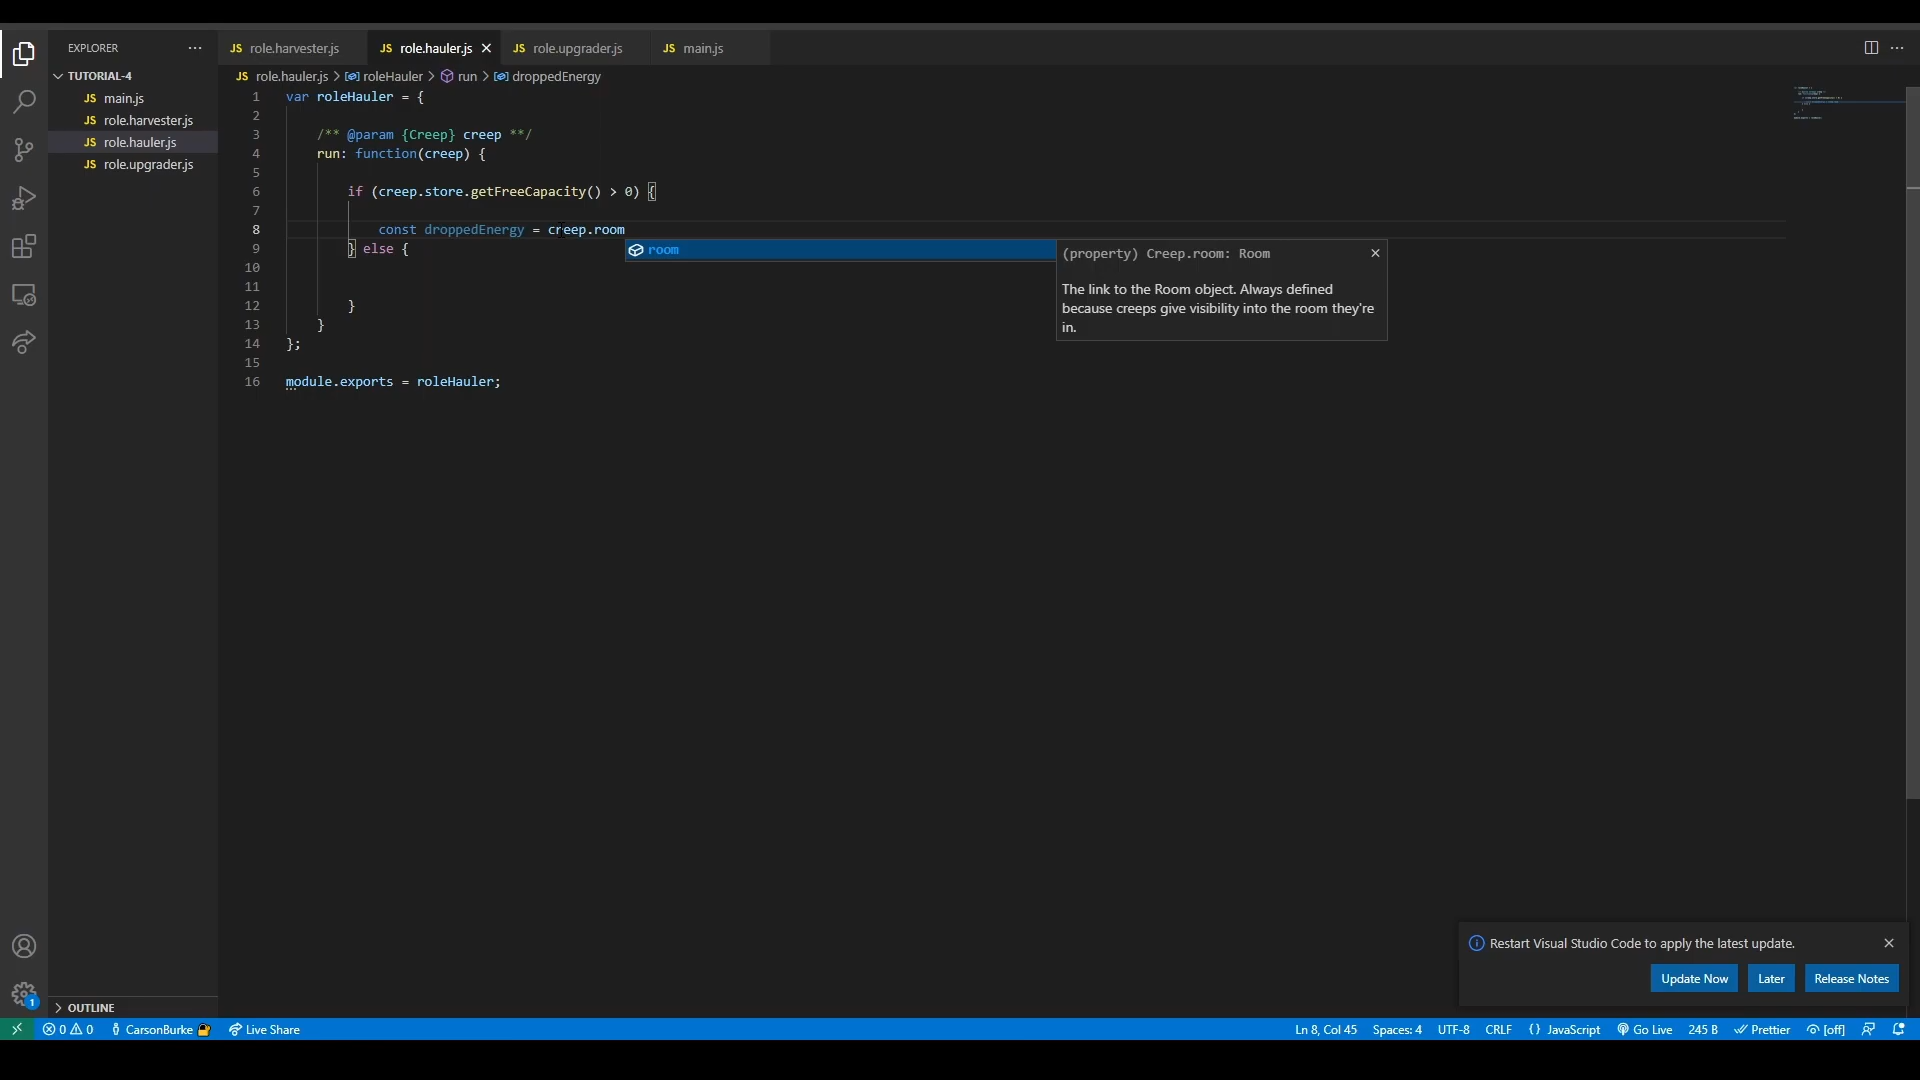 EXPLORER
TUTORIAL-4
JS main.js
JS role.harvester.js
JS role.hauler.js
JS role.upgrader.js
OUTLINE
JS role.harvester.js
JS role.hauler.js
JS role.upgrader.js
JS main.js
JS role.hauler.js > roleHauler > run > droppedEnergy
1 var roleHauler = {
2
3 /** @param {Creep} creep **/
4 run: function(creep) {
5
6 if (creep.store.getFreeCapacity() > 0) {
7
8 const droppedEnergy = creep.room
9 } else {
10
11
12 }
13 }
14 };
15
16 module.exports = roleHauler;
room
(property) Creep.room: Room
The link to the Room object. Always defined
because creeps give visibility into the room they're
in.
Restart Visual Studio Code to apply the latest update.
Update Now
Later
Release Notes
1
0 0 CarsonBurke Live Share
Ln 8, Col 45 Spaces: 4 UTF-8 CRLF {} JavaScript Go Live 245 B Prettier [off]